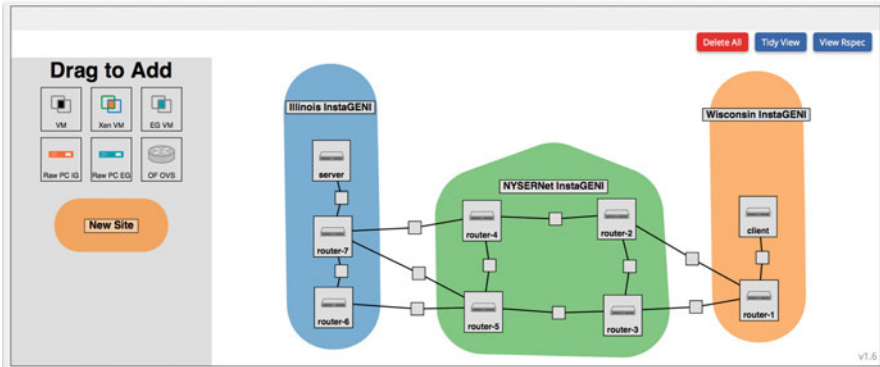 Delete All
Tidy View
View Rspec
Drag to Add
VM
Xen VM
EG VM
Raw PC IG
Raw PC EG
OF OVS
New Site
Illinois InstaGENI
server
router-7
router-6
NYSERNet InstaGENI
router-4
router-2
router-5
router-3
Wisconsin InstaGENI
client
router-1
v1.6